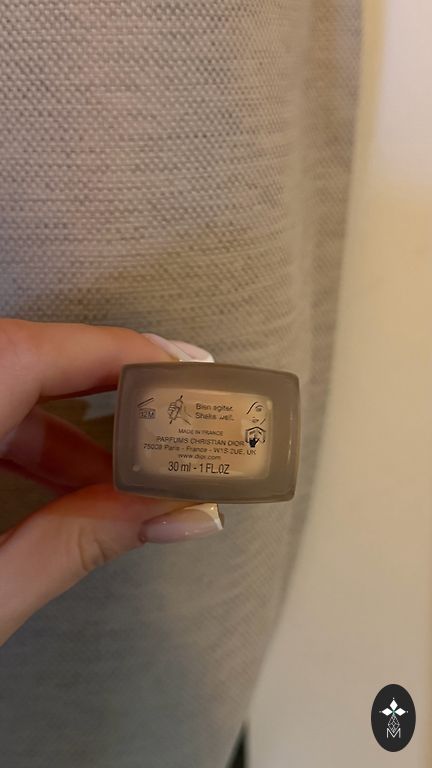 12M
Bien agiter.
Shake well.
MADE IN FRANCE
PARFUMS CHRISTIAN DIOR
75008 Paris - France - W1S 2UE, UK
www.dior.com
30 ml - 1 FL.OZ
M